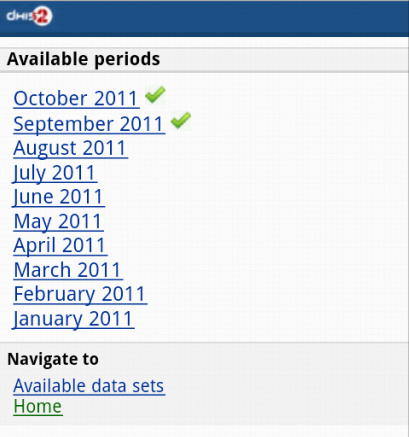 dHIS2
Available periods
October 2011
September 2011
August 2011
July 2011
June 2011
May 2011
April 2011
March 2011
February 2011
January 2011
Navigate to
Available data sets
Home